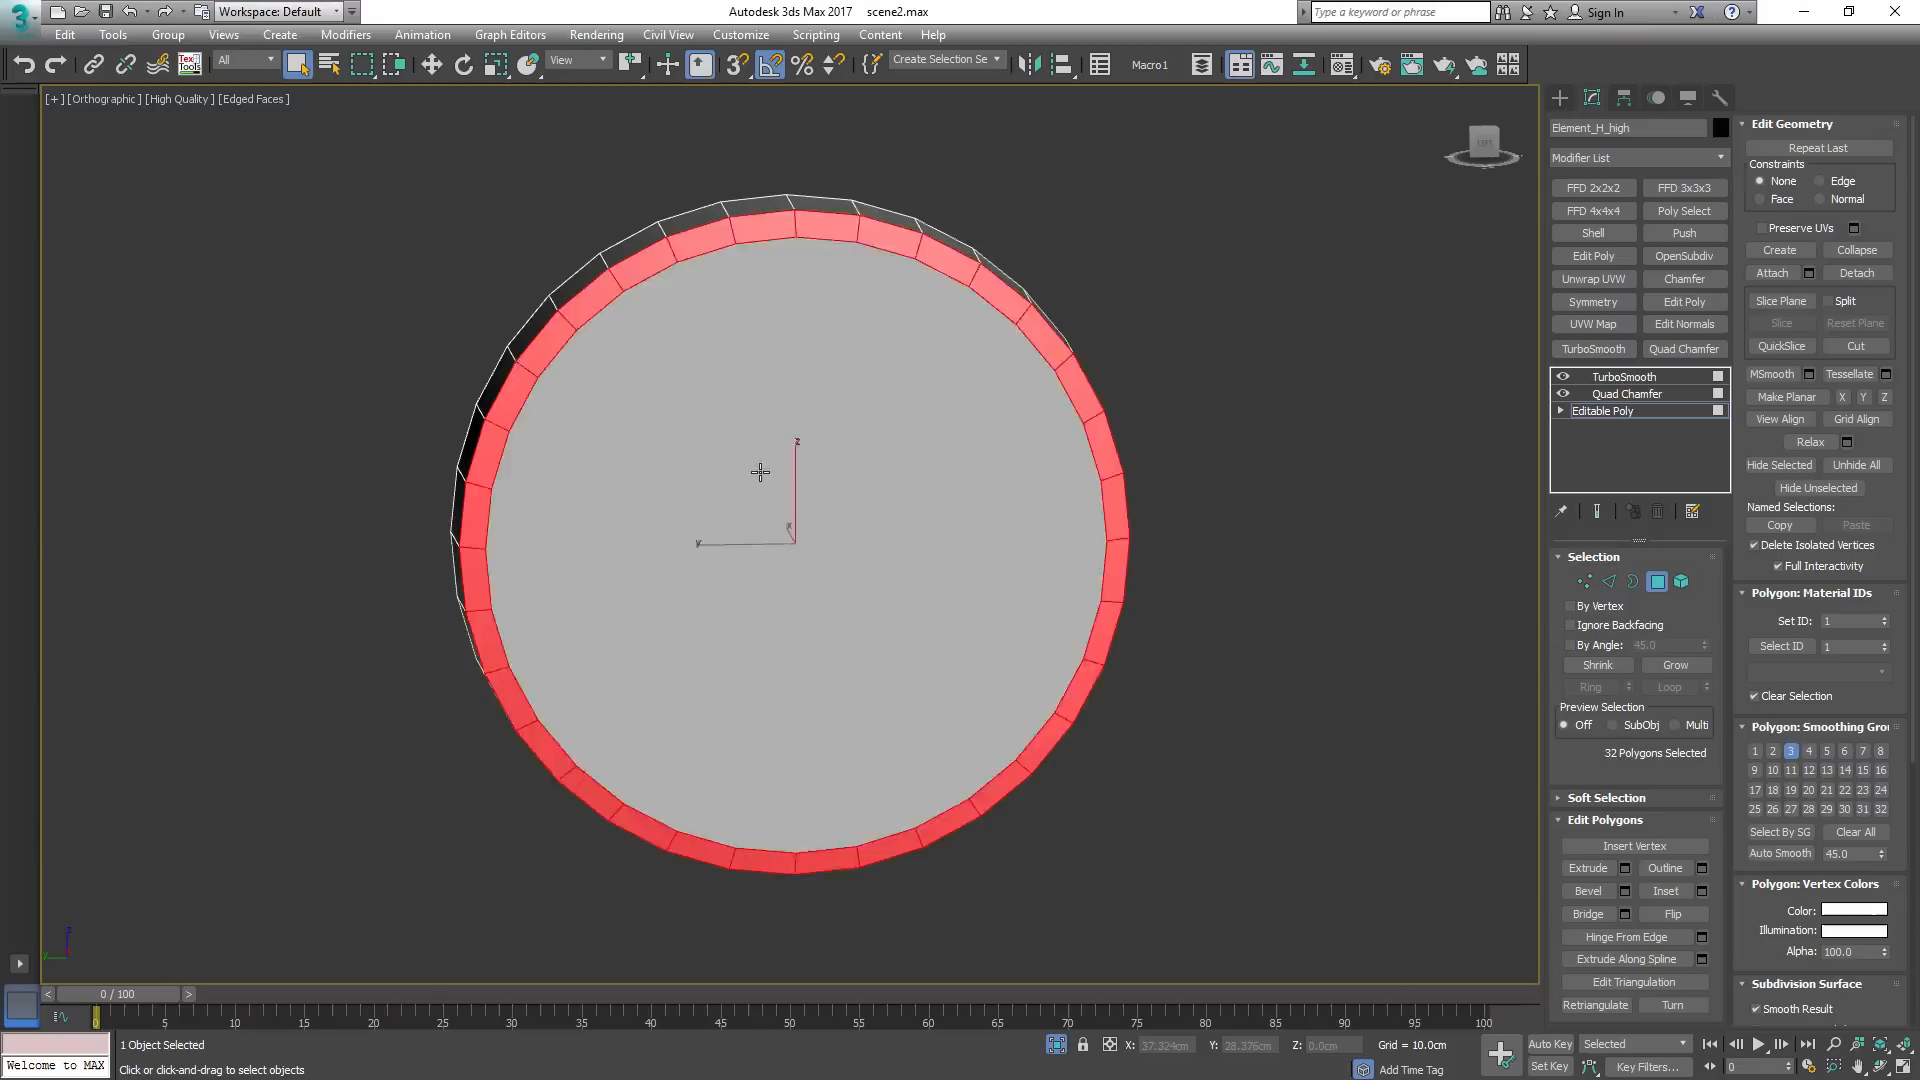 Workspace: Default
Autodesk 3ds Max 2017 scene2.max
Type a keyword or phrase
Sign In
Edit Tools Group Views Create Modifiers Animation Graph Editors Rendering Civil View Customize Scripting Content Help
All
View
Create Selection Se
Macro1
[+] [Orthographic] [High Quality] [Edged Faces]
LEFT
z
x
y
Element_H_high
Modifier List
FFD 2x2x2 FFD 3x3x3
FFD 4x4x4 Poly Select
Shell Push
Edit Poly OpenSubdiv
Unwrap UVW Chamfer
Symmetry Edit Poly
UVW Map Edit Normals
TurboSmooth Quad Chamfer
TurboSmooth
Quad Chamfer
Editable Poly
Selection
By Vertex
Ignore Backfacing
By Angle: 45.0
Shrink Grow
Ring Loop
Preview Selection
Off SubObj Multi
32 Polygons Selected
Soft Selection
Edit Polygons
Insert Vertex
Extrude Outline
Bevel Inset
Bridge Flip
Hinge From Edge
Extrude Along Spline
Edit Triangulation
Retriangulate Turn
Edit Geometry
Repeat Last
Constraints
None Edge
Face Normal
Preserve UVs
Create Collapse
Attach Detach
Slice Plane Split
Slice Reset Plane
QuickSlice Cut
MSmooth Tessellate
Make Planar X Y Z
View Align Grid Align
Relax
Hide Selected Unhide All
Hide Unselected
Named Selections:
Copy Paste
Delete Isolated Vertices
Full Interactivity
Polygon: Material IDs
Set ID: 1
Select ID 1
Clear Selection
Polygon: Smoothing Grou
1 2 3 4 5 6 7 8
9 10 11 12 13 14 15 16
17 18 19 20 21 22 23 24
25 26 27 28 29 30 31 32
Select By SG Clear All
Auto Smooth 45.0
Polygon: Vertex Colors
Color:
Illumination:
Alpha: 100.0
Subdivision Surface
Smooth Result
z
y
< 0 / 100 >
0 5 10 15 20 25 30 35 40 45 50 55 60 65 70 75 80 85 90 95 100
1 Object Selected
X: 37.324cm Y: 28.376cm Z: 0.0cm Grid = 10.0cm
Auto Key Selected
Welcome to MAX
Click or click-and-drag to select objects
Add Time Tag
Set Key Key Filters... 0